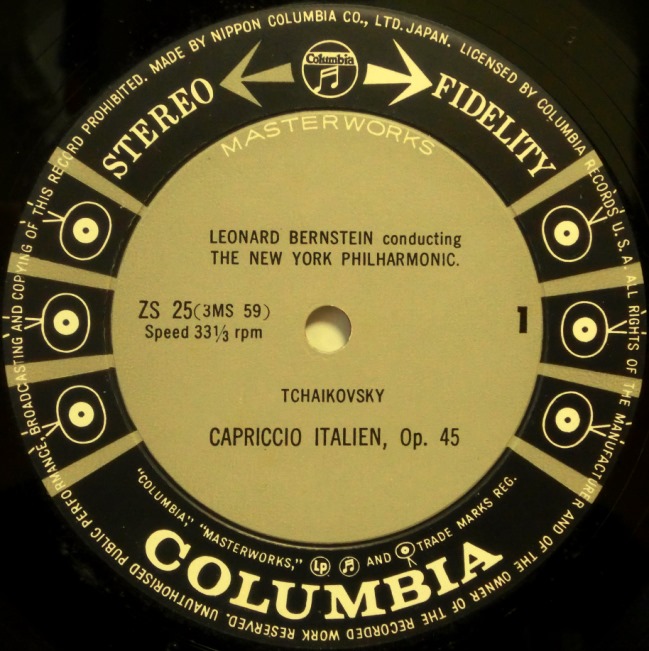 MADE BY NIPPON COLUMBIA CO., LTD. JAPAN. LICENSED BY COLUMBIA RECORDS U.S.A. ALL RIGHTS OF THE MANUFACTURER AND OF THE OWNER OF THE RECORDED WORK RESERVED. UNAUTHORISED PUBLIC PERFORMANCE, BROADCASTING AND COPYING OF THIS RECORD PROHIBITED.
Columbia
STEREO FIDELITY
MASTERWORKS
LEONARD BERNSTEIN conducting
THE NEW YORK PHILHARMONIC.
ZS 25(3MS 59)
Speed 33⅓ rpm
1
TCHAIKOVSKY
CAPRICCIO ITALIEN, Op. 45
"COLUMBIA," "MASTERWORKS," Lp AND TRADE MARKS REG.
COLUMBIA